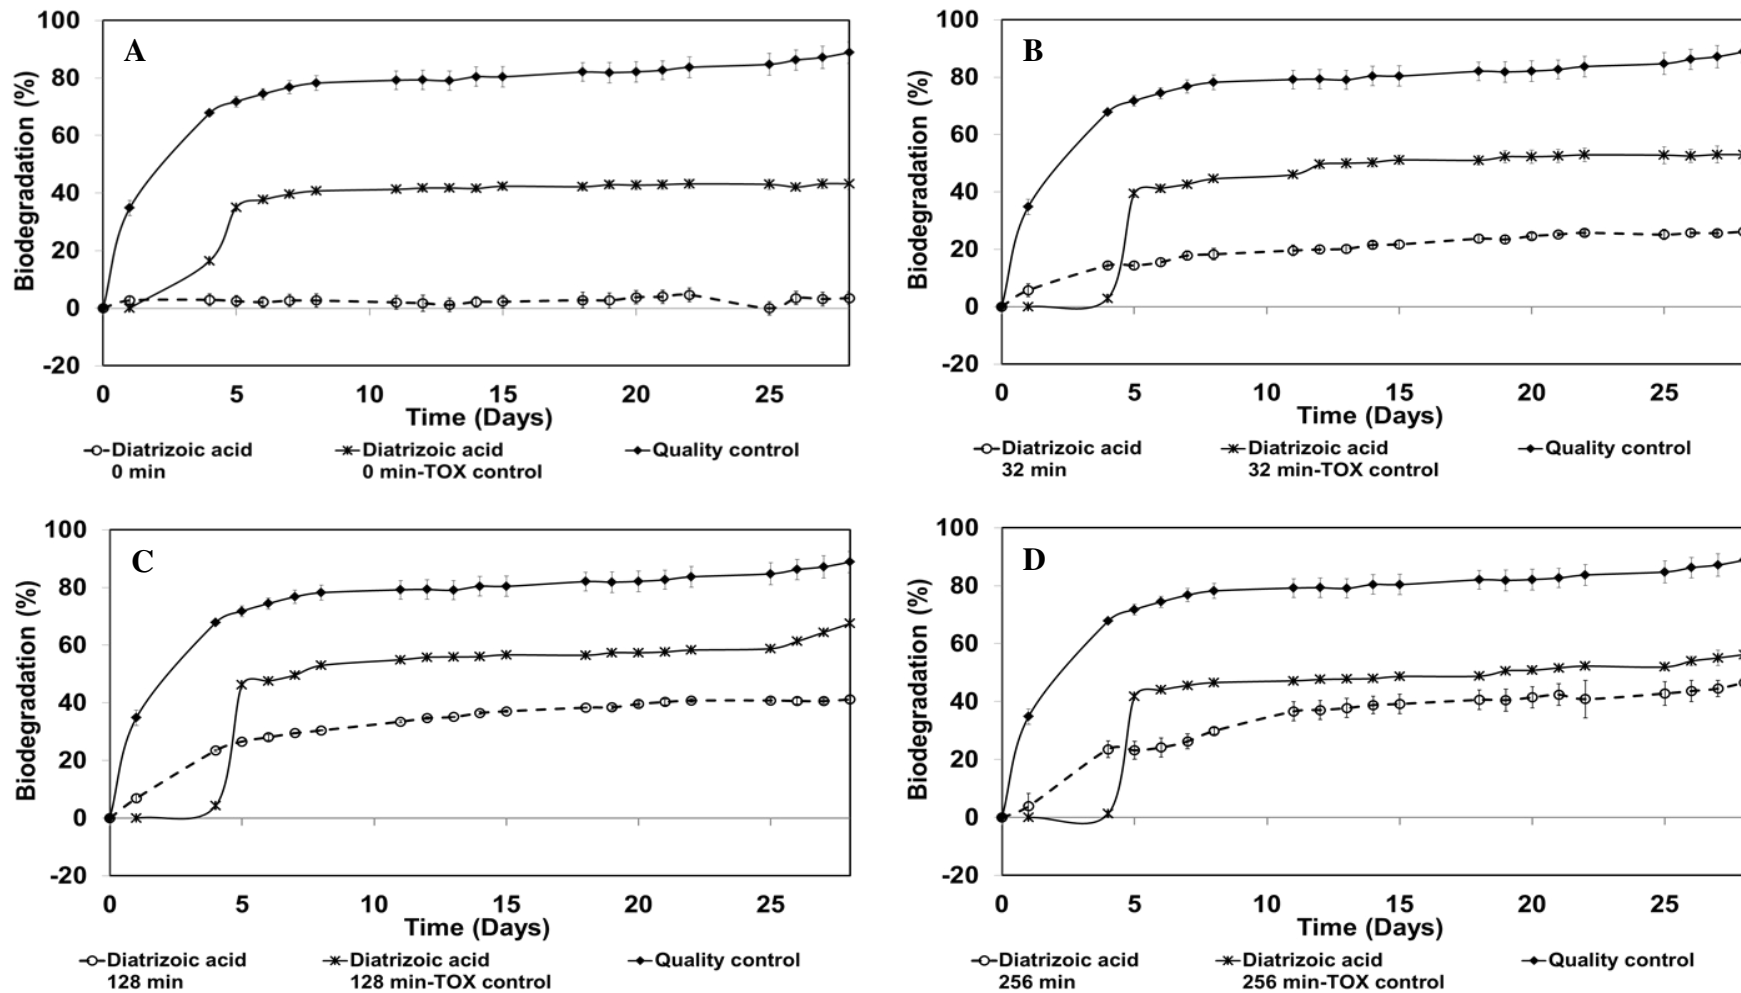 A
Biodegradation (%)
100
80
60
40
20
0
-20
0 5 10 15 20 25
Time (Days)
Diatrizoic acid
0 min
Diatrizoic acid
0 min-TOX control
Quality control
B
Biodegradation (%)
100
80
60
40
20
0
-20
0 5 10 15 20 25
Time (Days)
Diatrizoic acid
32 min
Diatrizoic acid
32 min-TOX control
Quality control
C
Biodegradation (%)
100
80
60
40
20
0
-20
0 5 10 15 20 25
Time (Days)
Diatrizoic acid
128 min
Diatrizoic acid
128 min-TOX control
Quality control
D
Biodegradation (%)
100
80
60
40
20
0
-20
0 5 10 15 20 25
Time (Days)
Diatrizoic acid
256 min
Diatrizoic acid
256 min-TOX control
Quality control